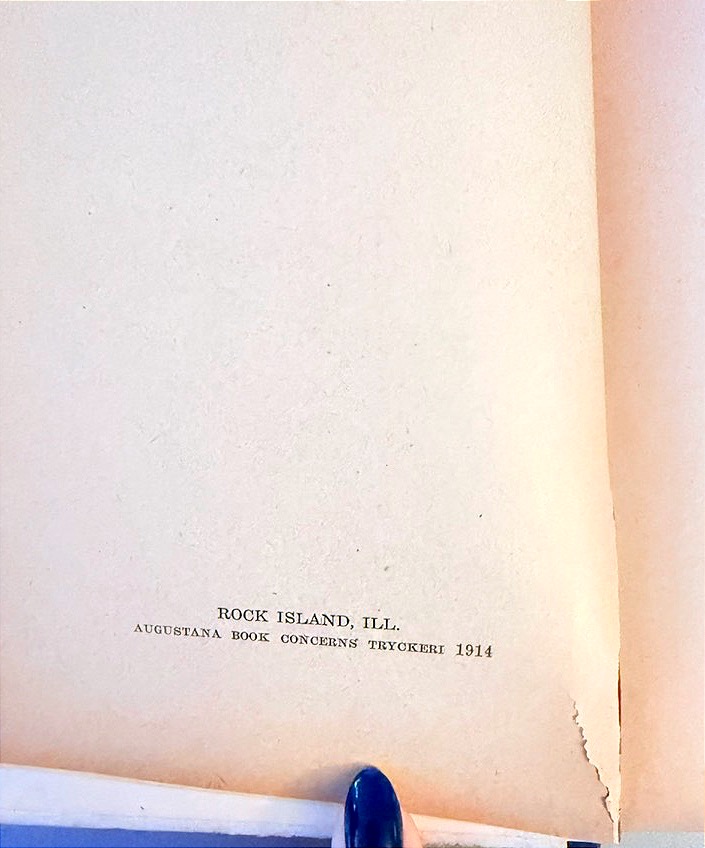 ROCK ISLAND, ILL.
AUGUSTANA BOOK CONCERNS TRYCKERI 1914